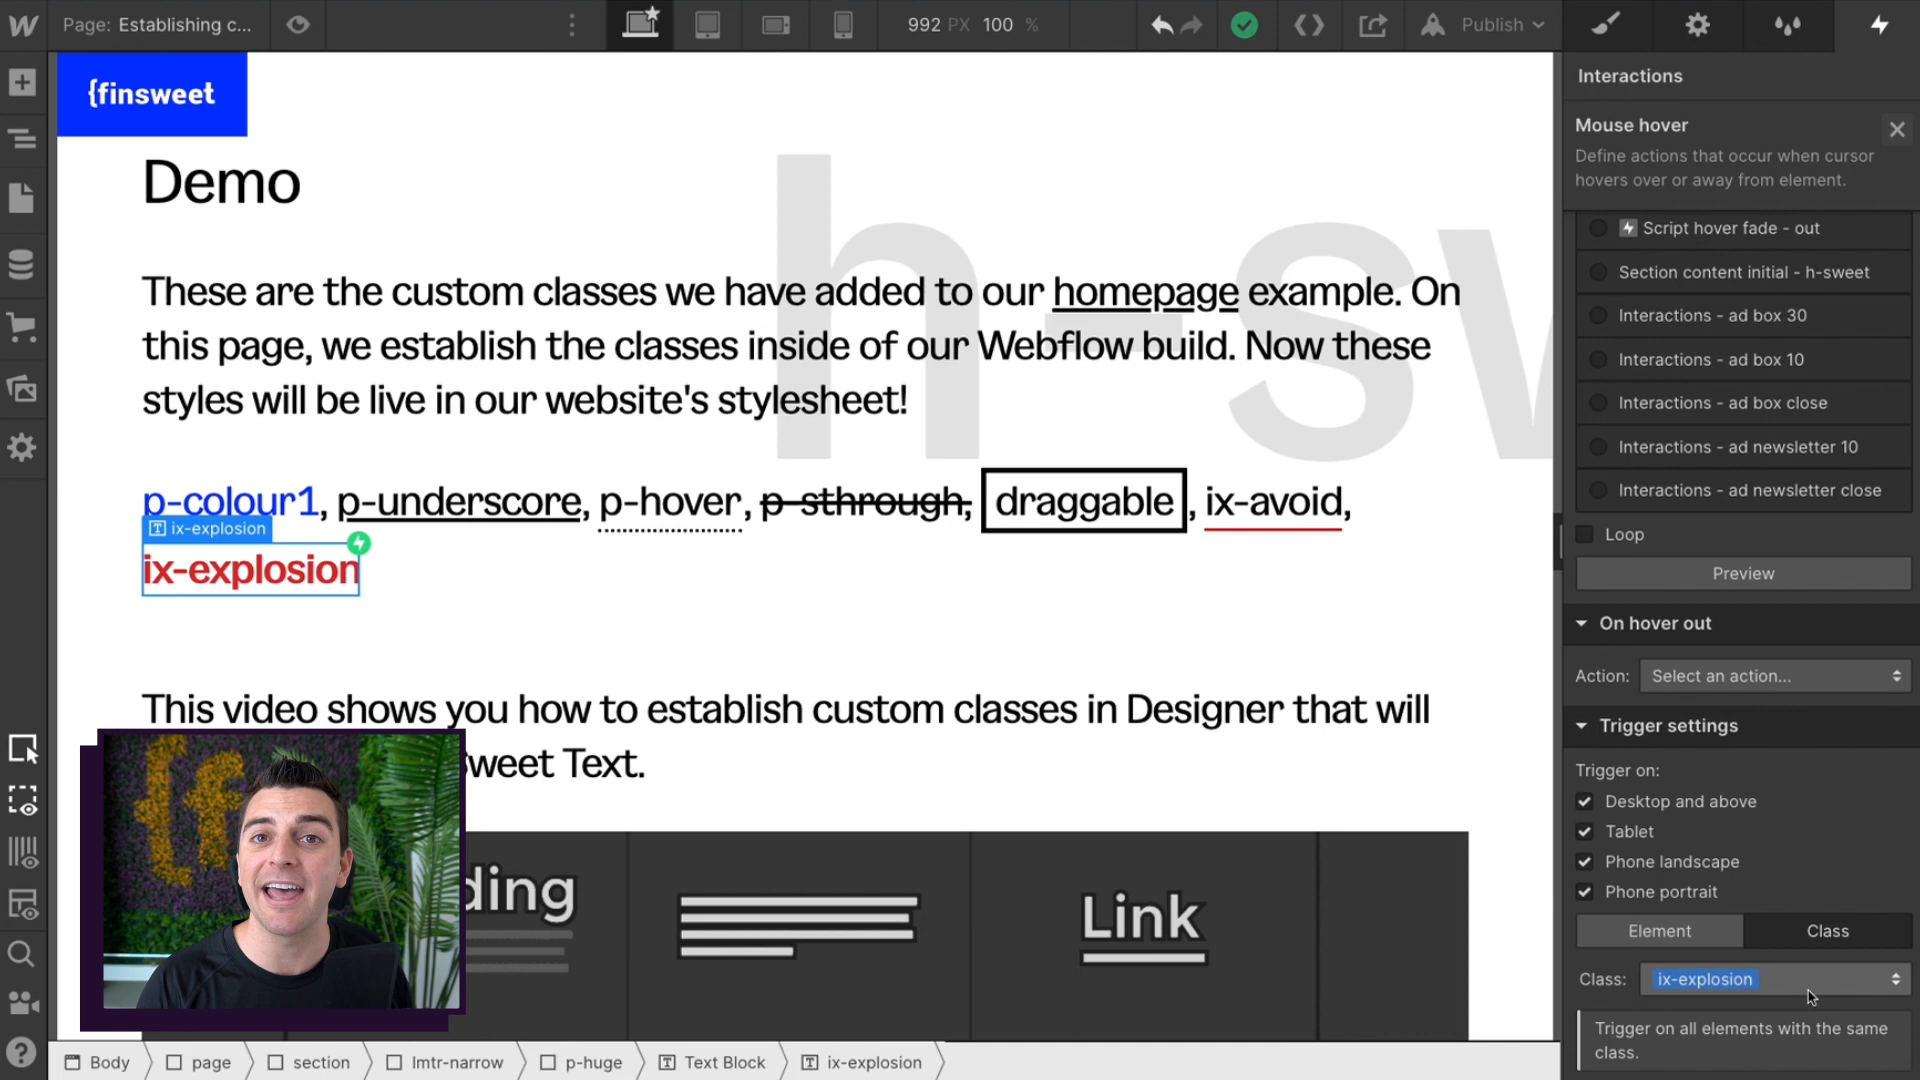 Page: Establishing c...
992 PX 100 %
Publish
{finsweet
Demo
These are the custom classes we have added to our homepage example. On
this page, we establish the classes inside of our Webflow build. Now these
styles will be live in our website's stylesheet!
h-sw
p-colour1, p-underscore, p-hover, p-sthrough, draggable, ix-avoid,
ix-explosion
ix-explosion
This video shows you how to establish custom classes in Designer that will
Sweet Text.
ding
Link
Body
page
section
lmtr-narrow
p-huge
Text Block
ix-explosion
Interactions
Mouse hover
Define actions that occur when cursor
hovers over or away from element.
Script hover fade - out
Section content initial - h-sweet
Interactions - ad box 30
Interactions - ad box 10
Interactions - ad box close
Interactions - ad newsletter 10
Interactions - ad newsletter close
Loop
Preview
On hover out
Action: Select an action...
Trigger settings
Trigger on:
Desktop and above
Tablet
Phone landscape
Phone portrait
Element Class
Class: ix-explosion
Trigger on all elements with the same
class.